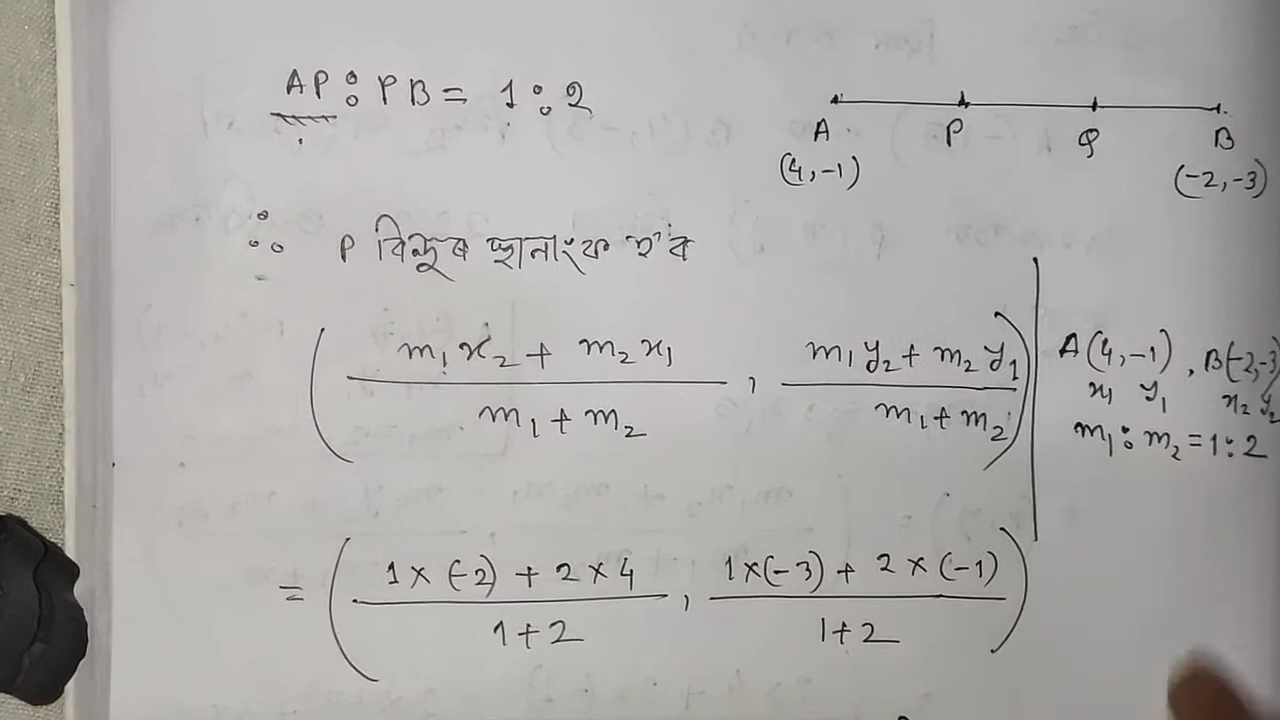 AP : PB = 1 : 2
A P Q B
(4, -1) (-2, -3)
∴ P বিন্দুৰ স্থানাংক হ'ব
( (m₁x₂ + m₂x₁) / (m₁ + m₂) , (m₁y₂ + m₂y₁) / (m₁ + m₂) )
A(4, -1), B(-2, -3)
x₁ y₁ x₂ y₂
m₁ : m₂ = 1 : 2
= ( (1×(-2) + 2×4) / (1+2) , (1×(-3) + 2×(-1)) / (1+2) )